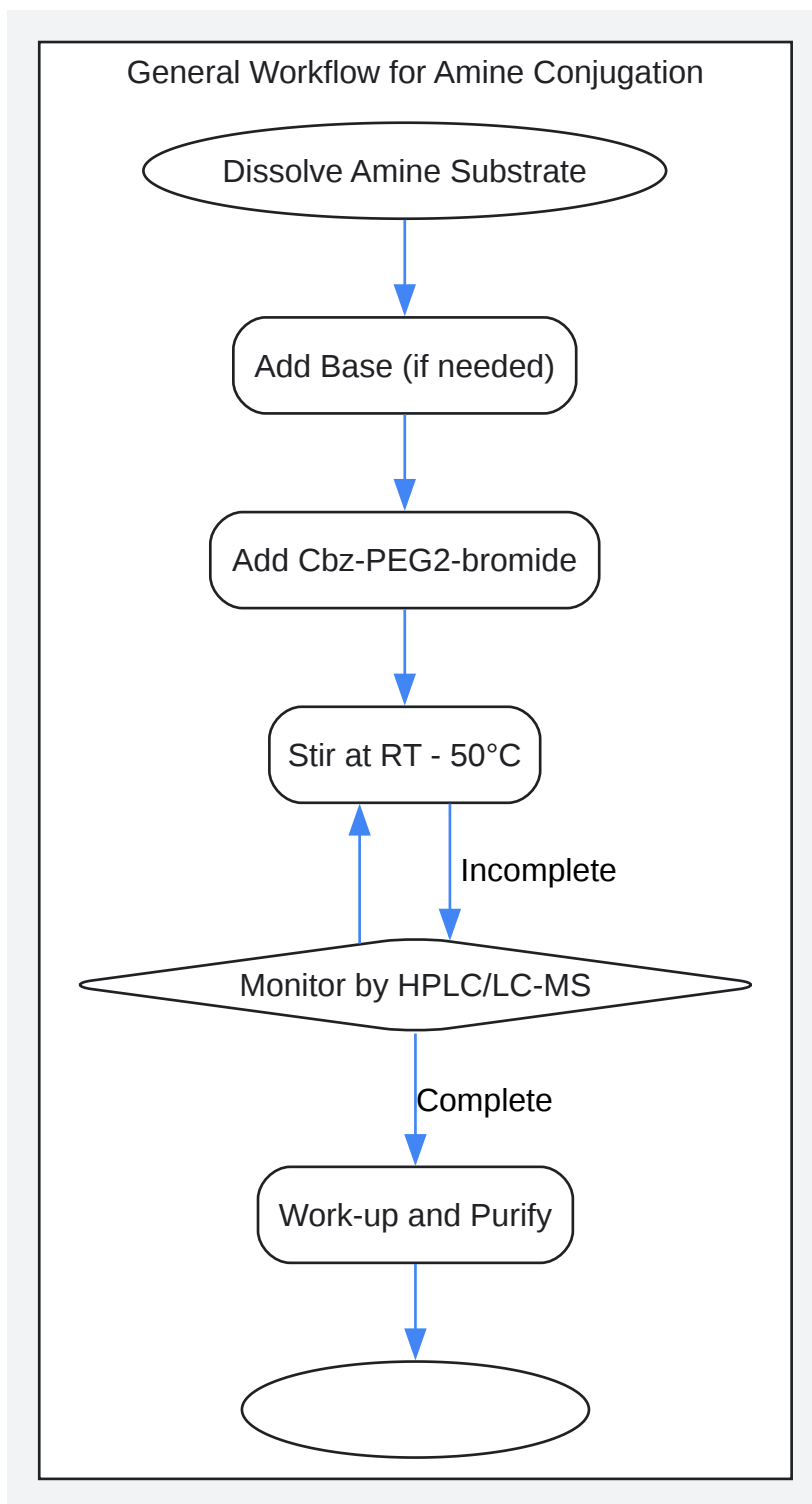 General Workflow for Amine Conjugation
Dissolve Amine Substrate
Add Base (if needed)
Add Cbz-PEG2-bromide
Stir at RT - 50°C
Incomplete
Monitor by HPLC/LC-MS
Complete
Work-up and Purify